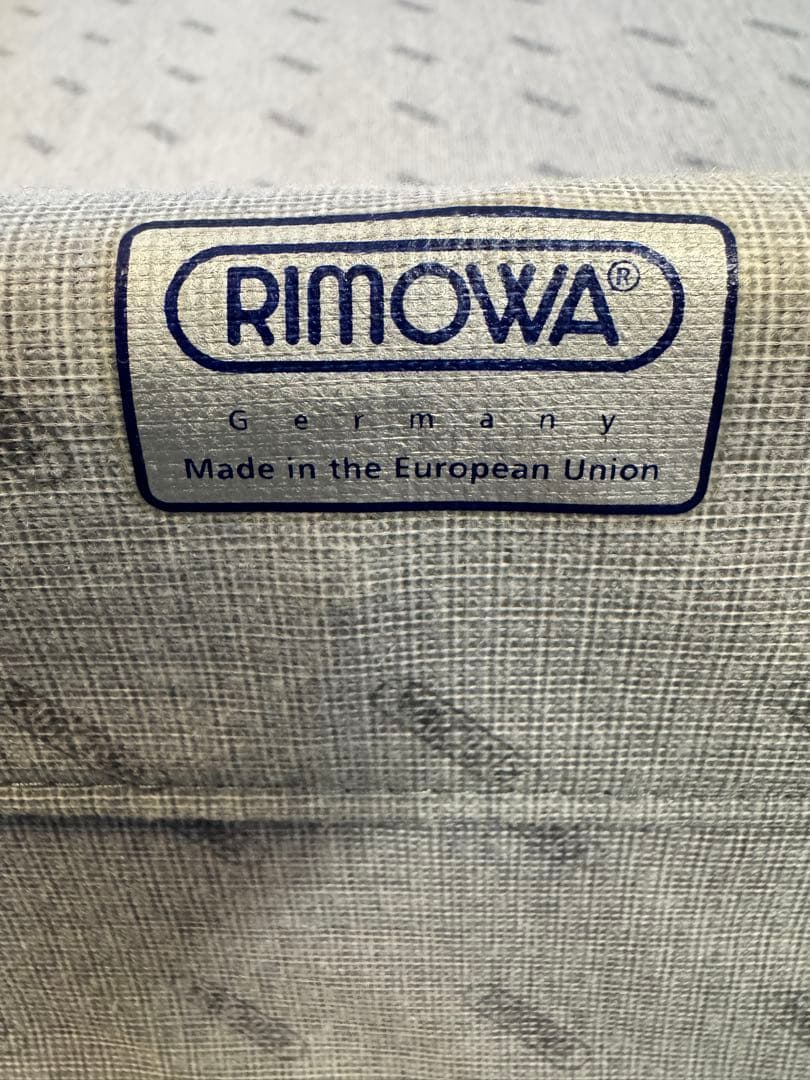 RIMOWA®
Germany
Made in the European Union